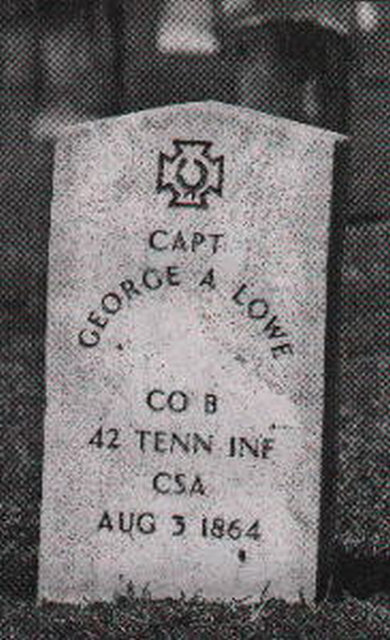 CAPT
GEORGE A LOWE
CO B
42 TENN INF
CSA
AUG 3 1864